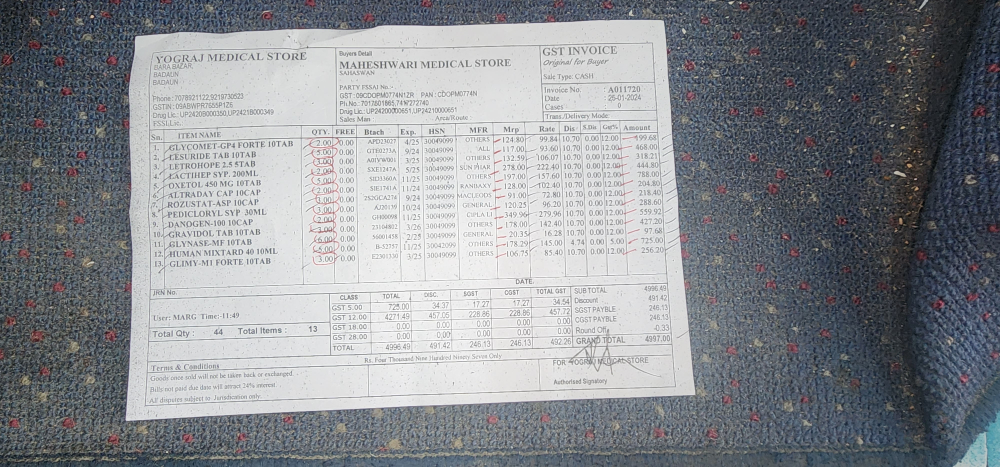 YOGRAJ MEDICAL STORE
BARA BAZAR,
BADAUN
BADAUN
Phone : 7078921122,9219730523
GSTIN :09ABWPR7655P1Z6
Drug Lic.: UP2420B000350,UP2421B000349
FSSI.Lic.
Buyers Detail
MAHESHWARI MEDICAL STORE
SAHASWAN
PARTY FSSAI No.-
GST : 09CDOPM0774N1ZR PAN : CDOPM0774N
Ph.No : 7017801865,
Drug Lic.: UP2420000651,UP2421000651
Sales Man Area/Route
GST INVOICE
Original for Buyer
Sale Type: CASH
Invoice No : A011720
Date : 25-01-2024
Cases : 0
Trans./Delivery Mode:
Sn. ITEM NAME QTY. FREE Btach Exp. HSN MFR Mrp Rate Dis S.Dis Gst% Amount
1. GLYCOMET-GP4 FORTE 10TAB 2.00 0.00 APD23027 4/25 30049099 OTHERS 124.80 99.84 10.70 0.00 12.00 199.68
2. LESURIDE TAB 10TAB 5.00 0.00 9/24 30049099 117.00 93.60 10.70 0.00 12.00 468.00
3. LETROHOPE 2.5 5TAB 3.00 0.00 3/25 30049099 OTHERS 132.59 106.07 10.70 0.00 12.00 318.21
4. LACTIHEP SYP. 200ML 2.00 0.00 SXE1247A 5/25 30049099 SUN PHAR 278.00 222.40 10.70 0.00 12.00 444.80
5. OXETOL 450 MG 10TAB 5.00 0.00 11/25 30049099 OTHERS 197.00 157.60 10.70 0.00 12.00 788.00
6. ALTRADAY CAP 10CAP 2.00 0.00 SIE1741A 11/24 30049099 RANBAXY 128.00 102.40 10.70 0.00 12.00 204.80
7. ROZUSTAT-ASP 10CAP 3.00 0.00 9/24 30049099 MACLEOD 91.00 72.80 10.70 0.00 12.00 218.40
8. PEDICLORYL SYP 30ML 3.00 0.00 AJ20139 10/24 30049099 GENERAL 120.25 96.20 10.70 0.00 12.00 288.60
9. DANOGEN-100 10CAP 2.00 0.00 11/25 30049099 CIPLA LI 349.96 279.96 10.70 0.00 12.00 559.92
10. GRAVIDOL TAB 10TAB 3.00 0.00 23104802 3/26 30049099 OTHERS 178.00 142.40 10.70 0.00 12.00 427.20
11. GLYNASE-MF 10TAB 6.00 0.00 2/25 30049099 GENERAL 20.35 16.28 10.70 0.00 12.00 97.68
12. HUMAN MIXTARD 40 10ML 5.00 0.00 11/25 30042099 OTHERS 178.29 145.00 4.74 0.00 5.00 725.00
13. GLIMY-M1 FORTE 10TAB 3.00 0.00 E2301330 3/25 30049099 OTHERS 106.75 85.40 10.70 0.00 12.00 256.20
DATE:
IRN No.
User: MARG Time:-11:49
Total Qty : 44 Total Items : 13
CLASS TOTAL DISC. SGST CGST TOTAL GST
GST 5.00 725.00 34.37 17.27 17.27 34.54
GST 12.00 4271.49 457.05 228.86 228.86 457.72
GST 18.00 0.00 0.00 0.00 0.00 0.00
GST 28.00 0.00 0.00 0.00 0.00 0.00
TOTAL 4996.49 491.42 246.13 246.13 492.26
SUB TOTAL 4996.49
Discount 491.42
SGST PAYBLE 246.13
CGST PAYBLE 246.13
Round Off -0.33
GRAND TOTAL 4997.00
Rs. Four Thousand Nine Hundred Ninety Seven Only
Terms & Conditions
Goods once sold will not be taken back or exchanged.
Bills not paid due date will attract 24% interest
All disputes subject to Jurisdication only.
FOR YOGRAJ MEDICAL STORE
Authorised Signatory